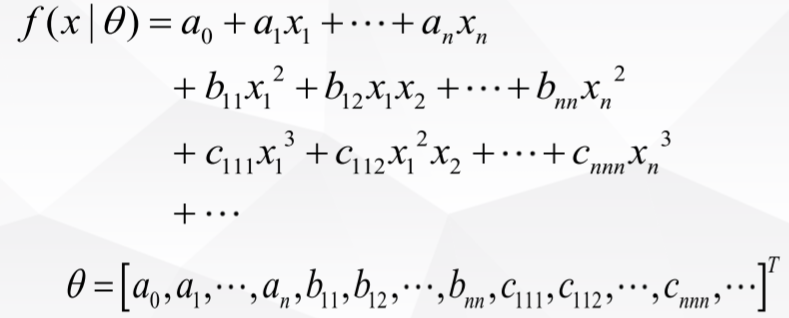 f(x|θ) = a₀ + a₁x₁ + ⋯ + aₙxₙ
+ b₁₁x₁² + b₁₂x₁x₂ + ⋯ + bₙₙxₙ²
+ c₁₁₁x₁³ + c₁₁₂x₁²x₂ + ⋯ + cₙₙₙxₙ³
+ ⋯
θ = [a₀, a₁, ⋯, aₙ, b₁₁, b₁₂, ⋯, bₙₙ, c₁₁₁, c₁₁₂, ⋯, cₙₙₙ, ⋯]ᵀ